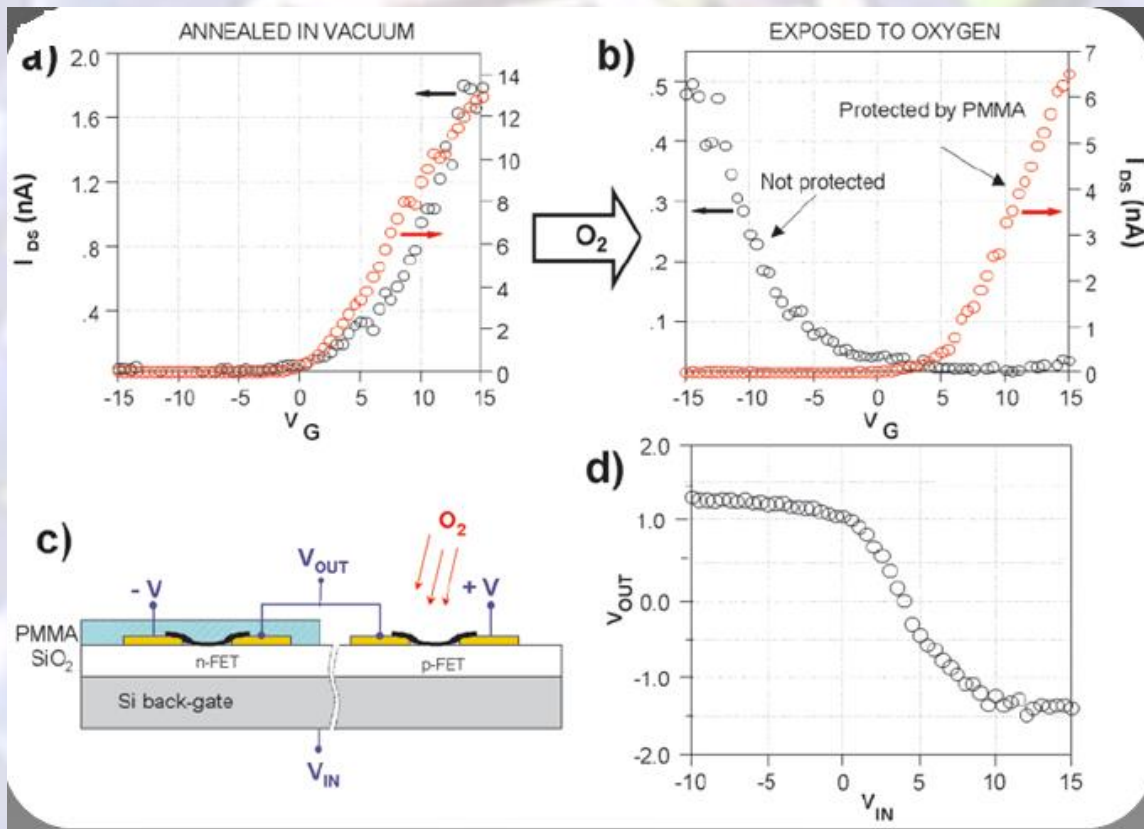 ANNEALED IN VACUUM
a)
2.0
1.6
1.2
.8
.4
I DS (nA)
14
12
10
8
6
4
2
0
-15
-10
-5
0
5
10
15
V G
O2
EXPOSED TO OXYGEN
b)
.5
.4
.3
.2
.1
Protected by PMMA
Not protected
7
6
5
4
3
2
1
0
I DS (nA)
-15
-10
-5
0
5
10
15
V G
c)
O2
VOUT
- V
+ V
PMMA
SiO2
n-FET
p-FET
Si back-gate
VIN
d)
2.0
1.0
0.0
-1.0
-2.0
VOUT
-10
-5
0
5
10
15
VIN